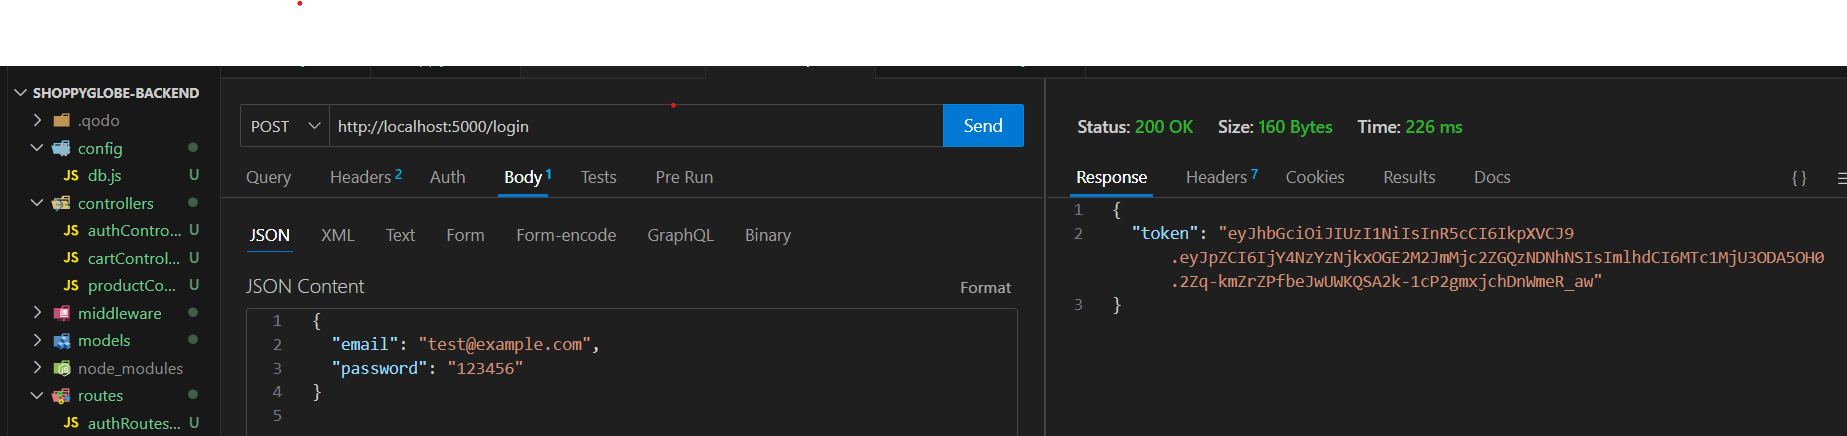 SHOPPYGLOBE-BACKEND
.qodo
config
JS db.js U
controllers
JS authContro... U
JS cartControl... U
JS productCo... U
middleware
models
node_modules
routes
JS authRoutes... U
POST http://localhost:5000/login Send
Query Headers 2 Auth Body 1 Tests Pre Run
JSON XML Text Form Form-encode GraphQL Binary
JSON Content Format
1 {
2 "email": "test@example.com",
3 "password": "123456"
4 }
5
Status: 200 OK Size: 160 Bytes Time: 226 ms
Response Headers 7 Cookies Results Docs { }
1 {
2 "token": "eyJhbGciOiJIUzI1NiIsInR5cCI6IkpXVCJ9
.eyJpZCI6IjY4NzYzNjkxOGE2M2JmMjc2ZGQzNDNhNSIsImlhdCI6MTc1MjU3ODA5OH0
.2Zq-kmZrZPfbeJwUWKQSA2k-1cP2gmxjchDnWmeR_aw"
3 }